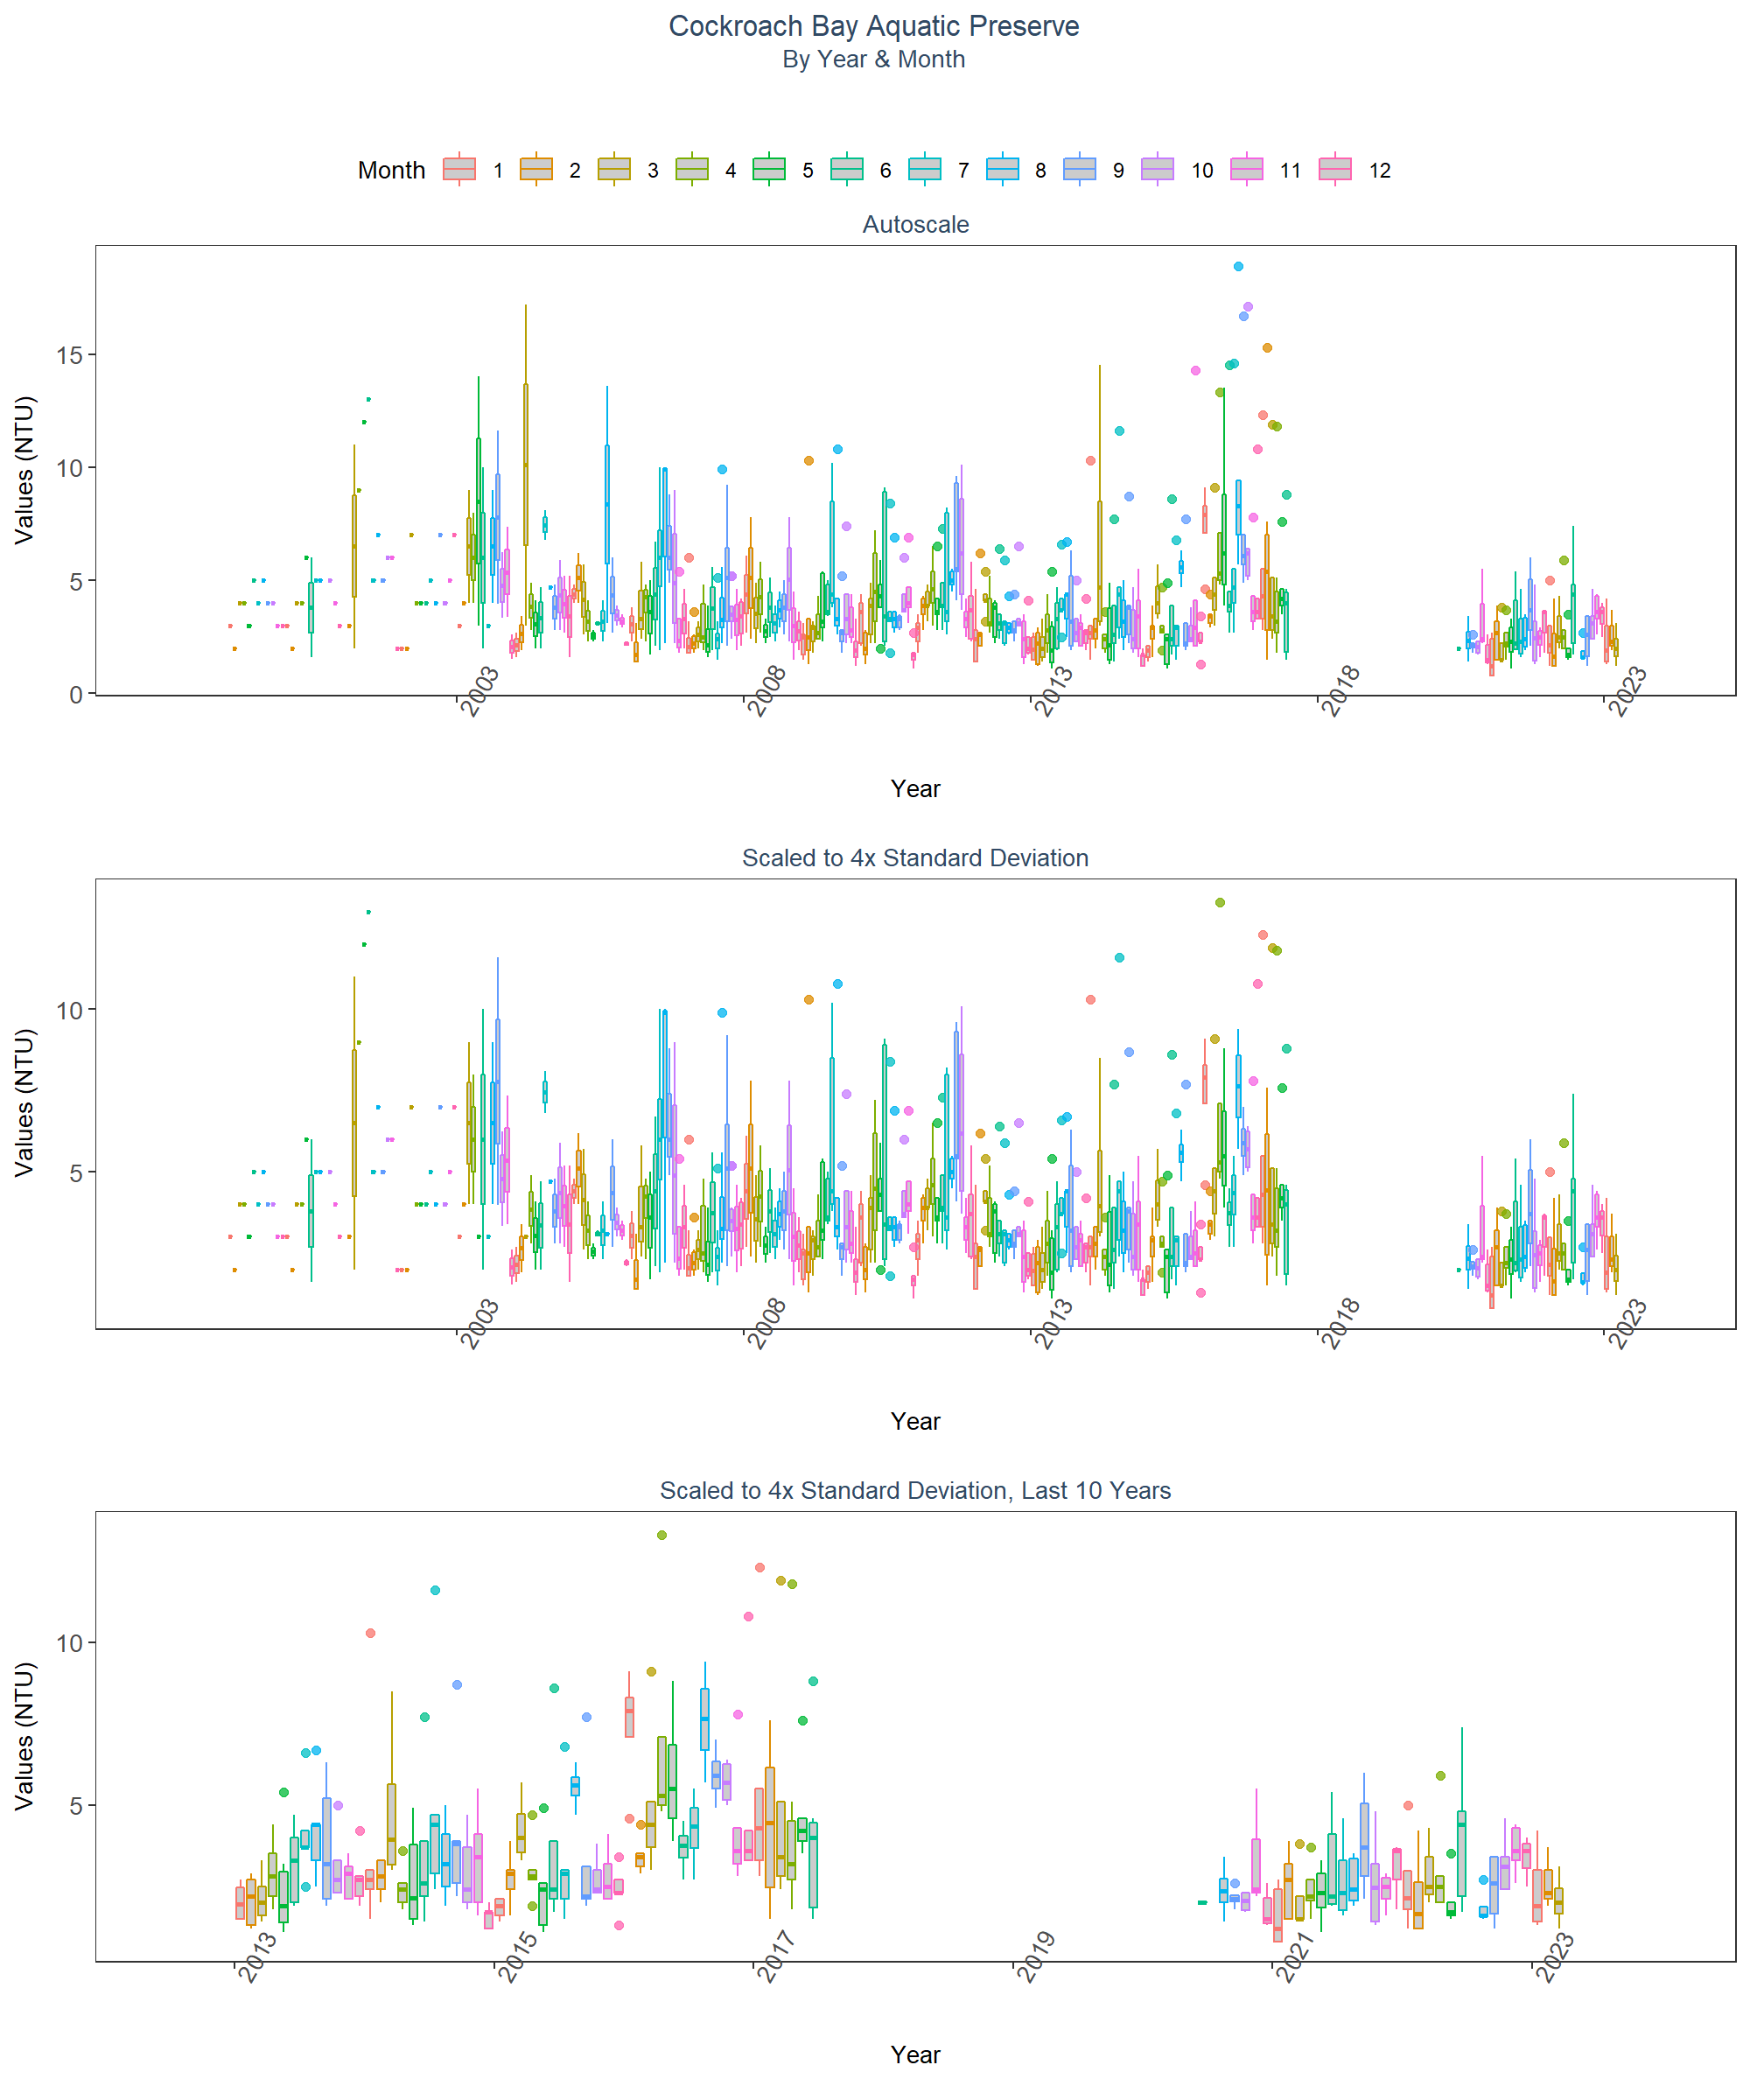 Cockroach Bay Aquatic Preserve
By Year & Month
Month 1 2 3 4 5 6 7 8 9 10 11 12
Autoscale
Values (NTU)
15
10
5
0
2003 2008 2013 2018 2023
Year
Scaled to 4x Standard Deviation
Values (NTU)
10
5
2003 2008 2013 2018 2023
Year
Scaled to 4x Standard Deviation, Last 10 Years
Values (NTU)
10
5
2013 2015 2017 2019 2021 2023
Year